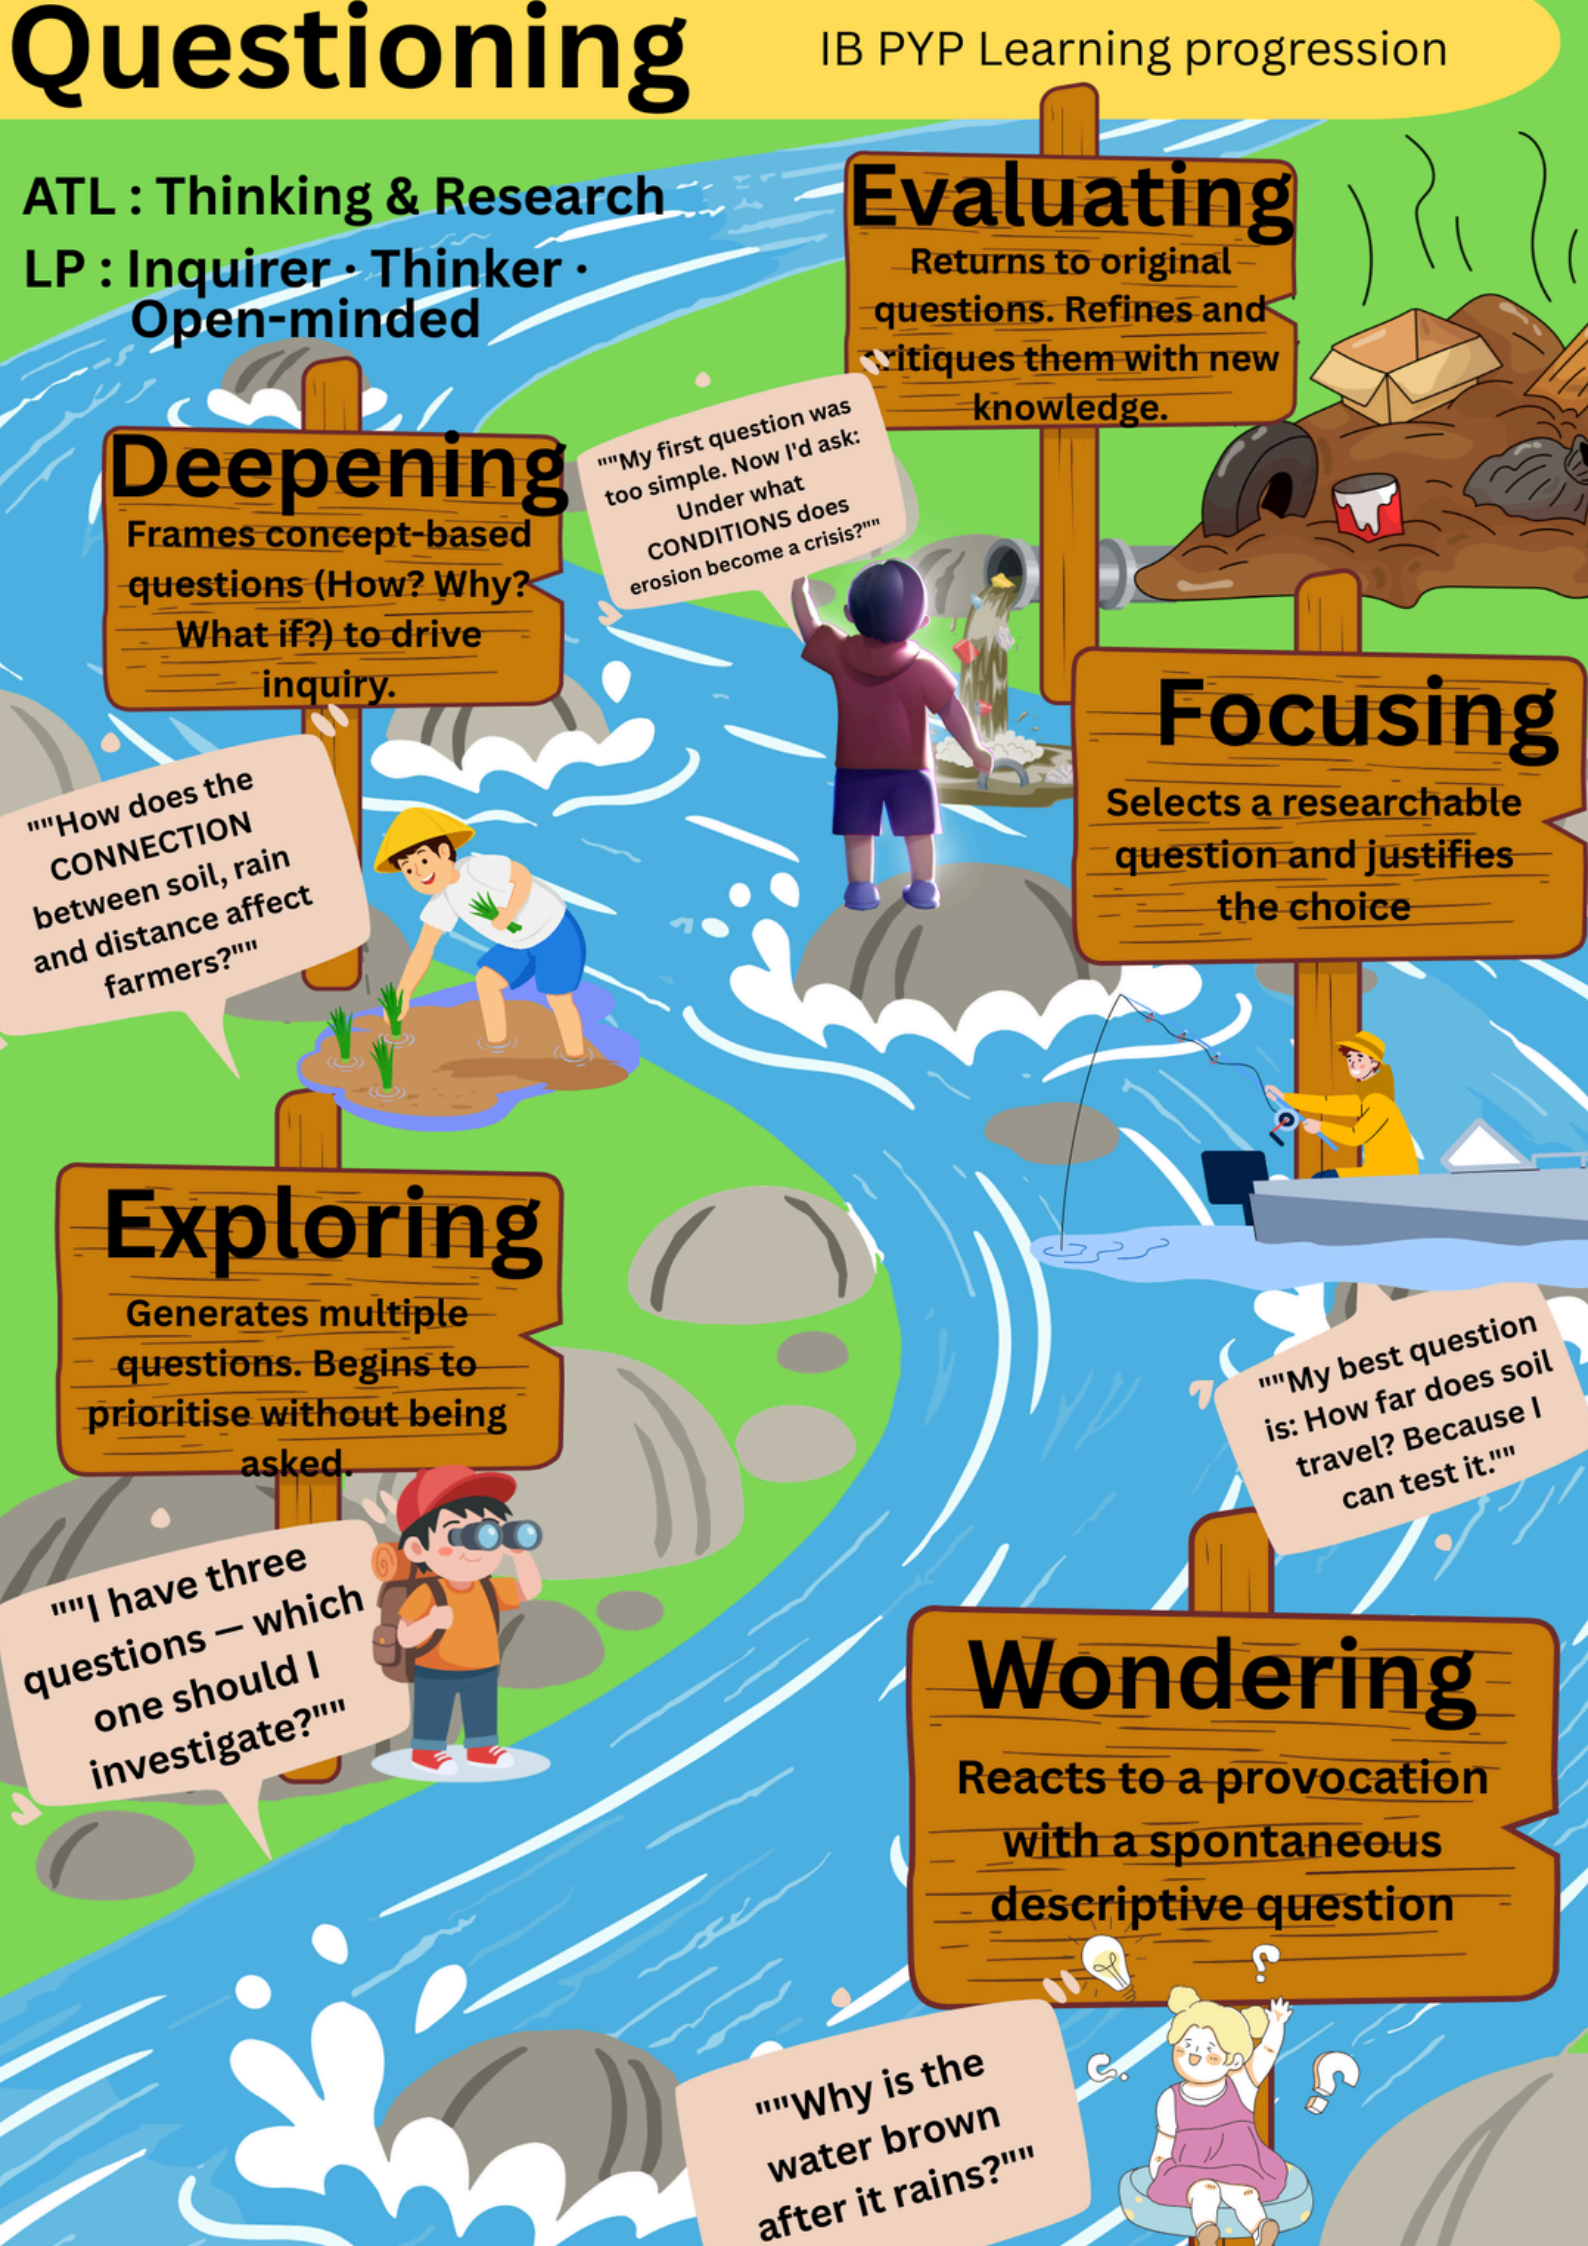 Questioning
IB PYP Learning progression
ATL : Thinking & Research
LP : Inquirer · Thinker ·
Open-minded
Evaluating
Returns to original
questions. Refines and
critiques them with new
knowledge.
""My first question was
too simple. Now I'd ask:
Under what
CONDITIONS does
erosion become a crisis?""
Deepening
Frames concept-based
questions (How? Why?
What if?) to drive
inquiry.
""How does the
CONNECTION
between soil, rain
and distance affect
farmers?""
Focusing
Selects a researchable
question and justifies
the choice
""My best question
is: How far does soil
travel? Because I
can test it.""
Exploring
Generates multiple
questions. Begins to
prioritise without being
asked.
""I have three
questions – which
one should I
investigate?""
Wondering
Reacts to a provocation
with a spontaneous
descriptive question
? ? ?
""Why is the
water brown
after it rains?""